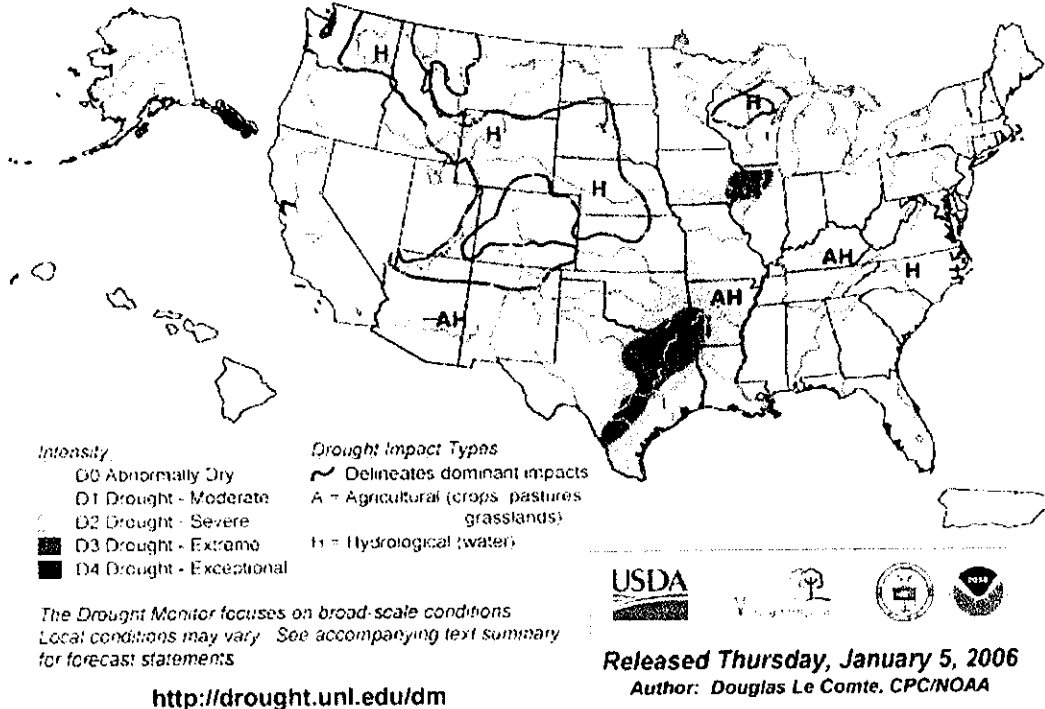 H
H
H
H
AH
AH
H
AH
Intensity
D0 Abnormally Dry
D1 Drought - Moderate
D2 Drought - Severe
D3 Drought - Extreme
D4 Drought - Exceptional
Drought Impact Types
Delineates dominant impacts
A = Agricultural (crops, pastures
grasslands)
H = Hydrological (water)
USDA
The Drought Monitor focuses on broad-scale conditions
Local conditions may vary See accompanying text summary
for forecast statements
Released Thursday, January 5, 2006
Author: Douglas Le Comte, CPC/NOAA
http://drought.unl.edu/dm